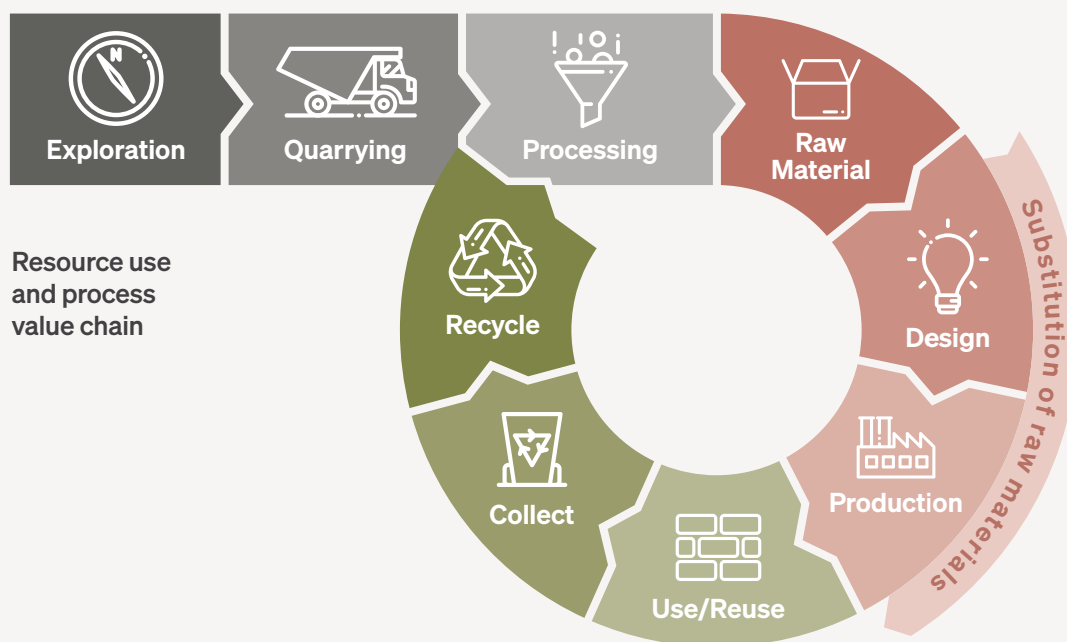 N
Exploration
Quarrying
Processing
Raw
Material
Design
Substitution of raw materials
Production
Use/Reuse
Collect
Recycle
Resource use
and process
value chain